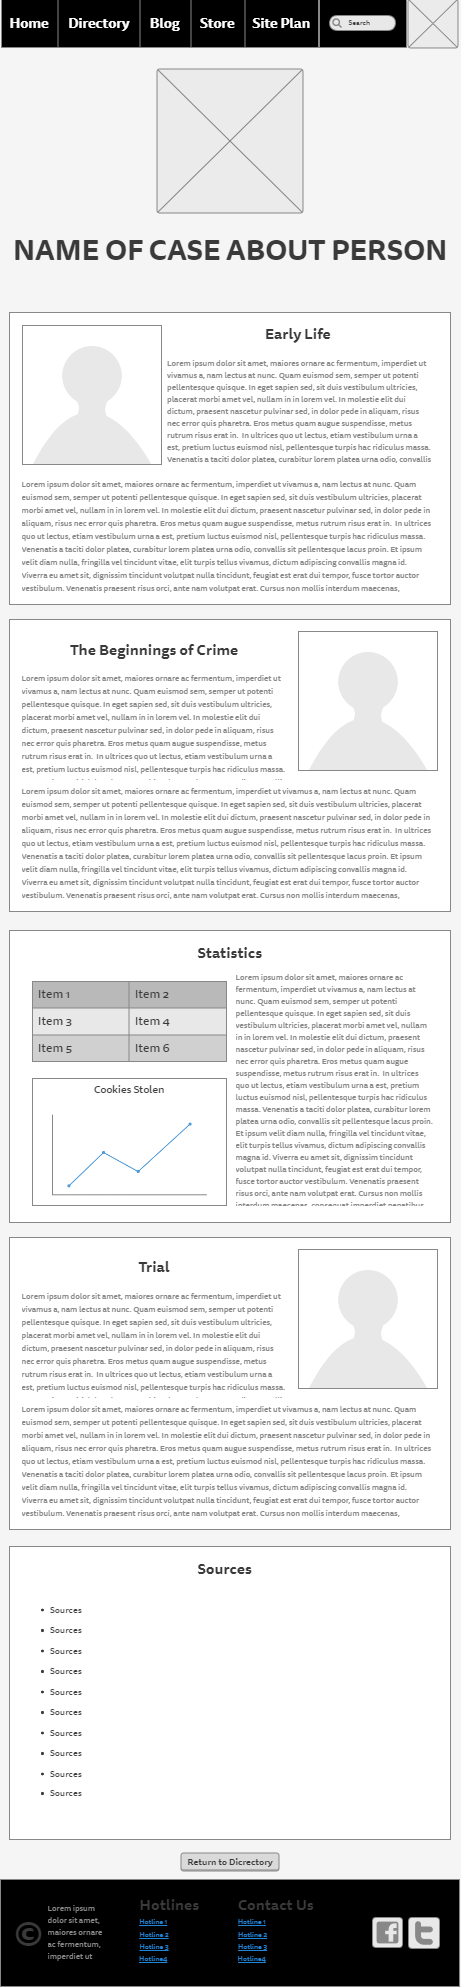 Home Directory Blog Store Site Plan Search
NAME OF CASE ABOUT PERSON
Early Life
Lorem ipsum dolor sit amet, maiores ornare ac fermentum, imperdiet ut
vivamus a, nam lectus at nunc. Quam euismod sem, semper ut potenti
pellentesque quisque. In eget sapien sed, sit duis vestibulum ultricies,
placerat morbi amet vel, nullam in in lorem vel. In molestie elit dui
dictum, praesent nascetur pulvinar sed, in dolor pede in aliquam, risus
nec error quis pharetra. Eros metus quam augue suspendisse, metus
rutrum risus erat in.  In ultrices quo ut lectus, etiam vestibulum urna a
est, pretium luctus euismod nisl, pellentesque turpis hac ridiculus massa.
Venenatis a taciti dolor platea, curabitur lorem platea urna odio, convallis
Lorem ipsum dolor sit amet, maiores ornare ac fermentum, imperdiet ut vivamus a, nam lectus at nunc. Quam
euismod sem, semper ut potenti pellentesque quisque. In eget sapien sed, sit duis vestibulum ultricies, placerat
morbi amet vel, nullam in in lorem vel. In molestie elit dui dictum, praesent nascetur pulvinar sed, in dolor pede in
aliquam, risus nec error quis pharetra. Eros metus quam augue suspendisse, metus rutrum risus erat in.  In ultrices
quo ut lectus, etiam vestibulum urna a est, pretium luctus euismod nisl, pellentesque turpis hac ridiculus massa.
Venenatis a taciti dolor platea, curabitur lorem platea urna odio, convallis sit pellentesque lacus proin. Et ipsum
velit diam nulla, fringilla vel tincidunt vitae, elit turpis tellus vivamus, dictum adipiscing convallis magna id.
Viverra eu amet sit, dignissim tincidunt volutpat nulla tincidunt, feugiat est erat dui tempor, fusce tortor auctor
vestibulum. Venenatis praesent risus orci, ante nam volutpat erat. Cursus non mollis interdum maecenas,
The Beginnings of Crime
Lorem ipsum dolor sit amet, maiores ornare ac fermentum, imperdiet ut
vivamus a, nam lectus at nunc. Quam euismod sem, semper ut potenti
pellentesque quisque. In eget sapien sed, sit duis vestibulum ultricies,
placerat morbi amet vel, nullam in in lorem vel. In molestie elit dui
dictum, praesent nascetur pulvinar sed, in dolor pede in aliquam, risus
nec error quis pharetra. Eros metus quam augue suspendisse, metus
rutrum risus erat in.  In ultrices quo ut lectus, etiam vestibulum urna a
est, pretium luctus euismod nisl, pellentesque turpis hac ridiculus massa.
Lorem ipsum dolor sit amet, maiores ornare ac fermentum, imperdiet ut vivamus a, nam lectus at nunc. Quam
euismod sem, semper ut potenti pellentesque quisque. In eget sapien sed, sit duis vestibulum ultricies, placerat
morbi amet vel, nullam in in lorem vel. In molestie elit dui dictum, praesent nascetur pulvinar sed, in dolor pede in
aliquam, risus nec error quis pharetra. Eros metus quam augue suspendisse, metus rutrum risus erat in.  In ultrices
quo ut lectus, etiam vestibulum urna a est, pretium luctus euismod nisl, pellentesque turpis hac ridiculus massa.
Venenatis a taciti dolor platea, curabitur lorem platea urna odio, convallis sit pellentesque lacus proin. Et ipsum
velit diam nulla, fringilla vel tincidunt vitae, elit turpis tellus vivamus, dictum adipiscing convallis magna id.
Viverra eu amet sit, dignissim tincidunt volutpat nulla tincidunt, feugiat est erat dui tempor, fusce tortor auctor
vestibulum. Venenatis praesent risus orci, ante nam volutpat erat. Cursus non mollis interdum maecenas,
Statistics
Item 1 Item 2
Item 3 Item 4
Item 5 Item 6
Cookies Stolen
Lorem ipsum dolor sit amet, maiores ornare ac
fermentum, imperdiet ut vivamus a, nam lectus at
nunc. Quam euismod sem, semper ut potenti
pellentesque quisque. In eget sapien sed, sit duis
vestibulum ultricies, placerat morbi amet vel, nullam
in in lorem vel. In molestie elit dui dictum, praesent
nascetur pulvinar sed, in dolor pede in aliquam, risus
nec error quis pharetra. Eros metus quam augue
suspendisse, metus rutrum risus erat in.  In ultrices
quo ut lectus, etiam vestibulum urna a est, pretium
luctus euismod nisl, pellentesque turpis hac ridiculus
massa. Venenatis a taciti dolor platea, curabitur lorem
platea urna odio, convallis sit pellentesque lacus proin.
Et ipsum velit diam nulla, fringilla vel tincidunt vitae,
elit turpis tellus vivamus, dictum adipiscing convallis
magna id. Viverra eu amet sit, dignissim tincidunt
volutpat nulla tincidunt, feugiat est erat dui tempor,
fusce tortor auctor vestibulum. Venenatis praesent
risus orci, ante nam volutpat erat. Cursus non mollis
interdum maecenas, consequat imperdiet penatibus
Trial
Lorem ipsum dolor sit amet, maiores ornare ac fermentum, imperdiet ut
vivamus a, nam lectus at nunc. Quam euismod sem, semper ut potenti
pellentesque quisque. In eget sapien sed, sit duis vestibulum ultricies,
placerat morbi amet vel, nullam in in lorem vel. In molestie elit dui
dictum, praesent nascetur pulvinar sed, in dolor pede in aliquam, risus
nec error quis pharetra. Eros metus quam augue suspendisse, metus
rutrum risus erat in.  In ultrices quo ut lectus, etiam vestibulum urna a
est, pretium luctus euismod nisl, pellentesque turpis hac ridiculus massa.
Lorem ipsum dolor sit amet, maiores ornare ac fermentum, imperdiet ut vivamus a, nam lectus at nunc. Quam
euismod sem, semper ut potenti pellentesque quisque. In eget sapien sed, sit duis vestibulum ultricies, placerat
morbi amet vel, nullam in in lorem vel. In molestie elit dui dictum, praesent nascetur pulvinar sed, in dolor pede in
aliquam, risus nec error quis pharetra. Eros metus quam augue suspendisse, metus rutrum risus erat in.  In ultrices
quo ut lectus, etiam vestibulum urna a est, pretium luctus euismod nisl, pellentesque turpis hac ridiculus massa.
Venenatis a taciti dolor platea, curabitur lorem platea urna odio, convallis sit pellentesque lacus proin. Et ipsum
velit diam nulla, fringilla vel tincidunt vitae, elit turpis tellus vivamus, dictum adipiscing convallis magna id.
Viverra eu amet sit, dignissim tincidunt volutpat nulla tincidunt, feugiat est erat dui tempor, fusce tortor auctor
vestibulum. Venenatis praesent risus orci, ante nam volutpat erat. Cursus non mollis interdum maecenas,
Sources
• Sources
• Sources
• Sources
• Sources
• Sources
• Sources
• Sources
• Sources
• Sources
• Sources
Return to Dicrectory
©
Lorem ipsum
dolor sit amet,
maiores ornare
ac fermentum,
imperdiet ut
Hotlines
Hotline 1
Hotline 2
Hotline 3
Hotline4
Contact Us
Hotline 1
Hotline 2
Hotline 3
Hotline4
f t